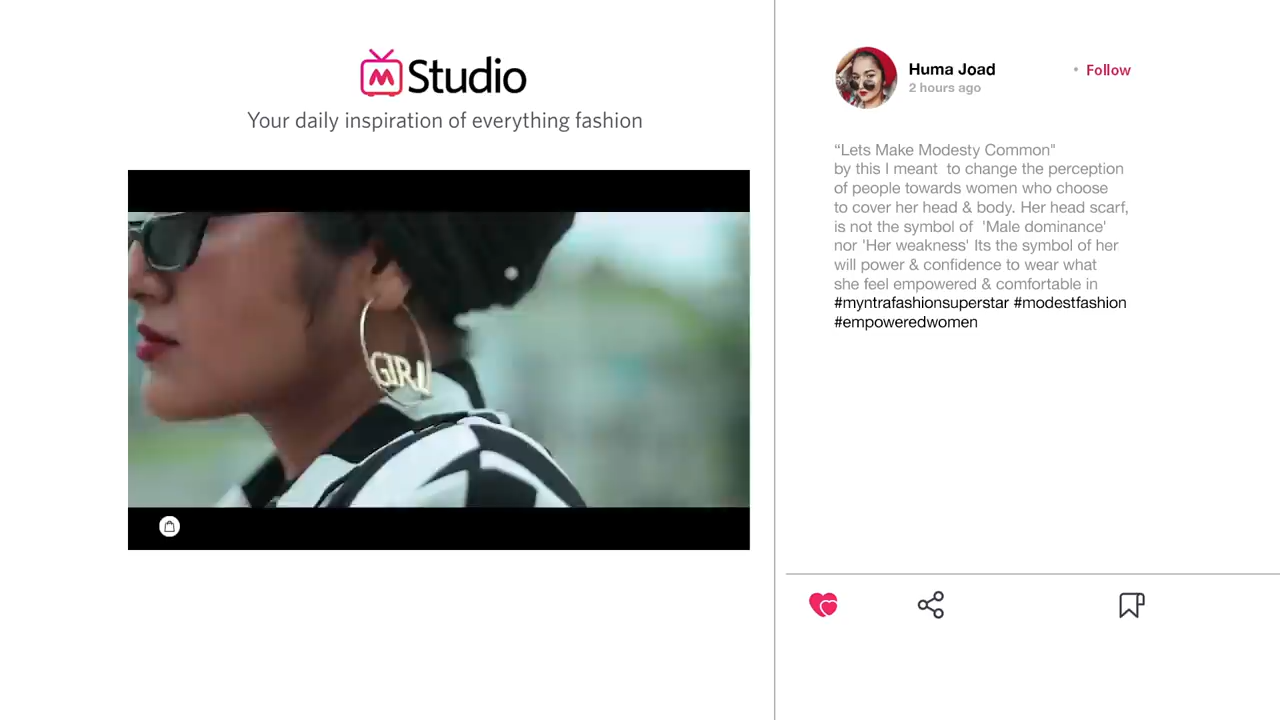 M Studio
Your daily inspiration of everything fashion
GIRL
Huma Joad
• Follow
2 hours ago
“Lets Make Modesty Common"
by this I meant  to change the perception
of people towards women who choose
to cover her head & body. Her head scarf,
is not the symbol of  'Male dominance'
nor 'Her weakness' Its the symbol of her
will power & confidence to wear what
she feel empowered & comfortable in
#myntrafashionsuperstar #modestfashion
#empoweredwomen